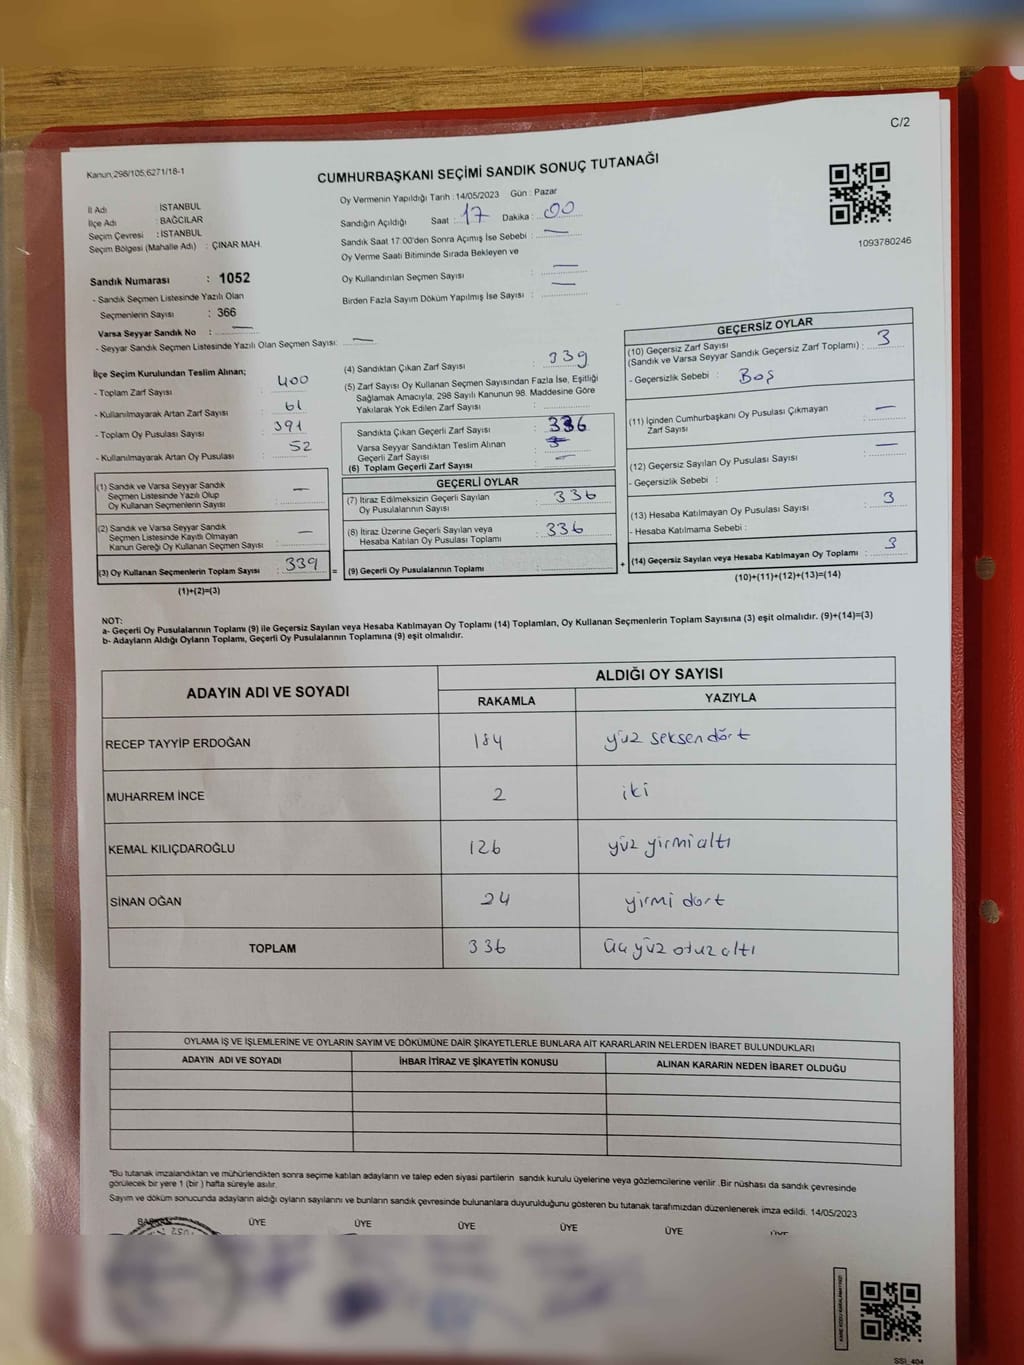 C/2
Kanun;298/105,6271/18-1
CUMHURBAŞKANI SEÇİMİ SANDIK SONUÇ TUTANAĞI
İl Adı İSTANBUL
İlçe Adı : BAĞCILAR
Seçim Çevresi : İSTANBUL
Seçim Bölgesi (Mahalle Adı) : ÇINAR MAH.
Sandık Numarası : 1052
- Sandık Seçmen Listesinde Yazılı Olan
Seçmenlerin Sayısı : 366
Varsa Seyyar Sandık No : —
- Seyyar Sandık Seçmen Listesinde Yazılı Olan Seçmen Sayısı: —
Oy Vermenin Yapıldığı Tarih : 14/05/2023 Gün : Pazar
Sandığın Açıldığı Saat : 17 Dakika : 00
Sandık Saat 17:00'den Sonra Açımış İse Sebebi : —
Oy Verme Saati Bitiminde Sırada Bekleyen ve
Oy Kullandırılan Seçmen Sayısı : —
Birden Fazla Sayım Döküm Yapılmış İse Sayısı : —
1093780246
İlçe Seçim Kurulundan Teslim Alınan;
- Toplam Zarf Sayısı : 400
- Kullanılmayarak Artan Zarf Sayısı : 61
- Toplam Oy Pusulası Sayısı : 391
- Kullanılmayarak Artan Oy Pusulası : 52
(1) Sandık ve Varsa Seyyar Sandık
Seçmen Listesinde Yazılı Olup
Oy Kullanan Seçmenlerin Sayısı : —
(2) Sandık ve Varsa Seyyar Sandık
Seçmen Listesinde Kayıtlı Olmayan
Kanun Gereği Oy Kullanan Seçmen Sayısı : —
(3) Oy Kullanan Seçmenlerin Toplam Sayısı : 339 =
(1)+(2)=(3)
(4) Sandıktan Çıkan Zarf Sayısı : 339
(5) Zarf Sayısı Oy Kullanan Seçmen Sayısından Fazla İse, Eşitliği
Sağlamak Amacıyla, 298 Sayılı Kanunun 98. Maddesine Göre
Yakılarak Yok Edilen Zarf Sayısı :
Sandıkta Çıkan Geçerli Zarf Sayısı : 336
Varsa Seyyar Sandıktan Teslim Alınan
Geçerli Zarf Sayısı :
(6) Toplam Geçerli Zarf Sayısı : —
GEÇERLİ OYLAR
(7) İtiraz Edilmeksizin Geçerli Sayılan
Oy Pusulalarının Sayısı : 336
(8) İtiraz Üzerine Geçerli Sayılan veya
Hesaba Katılan Oy Pusulası Toplamı : 336
(9) Geçerli Oy Pusulalarının Toplamı : +
GEÇERSİZ OYLAR
(10) Geçersiz Zarf Sayısı
(Sandık ve Varsa Seyyar Sandık Geçersiz Zarf Toplamı) : 3
- Geçersizlik Sebebi : Boş
(11) İçinden Cumhurbaşkanı Oy Pusulası Çıkmayan
Zarf Sayısı : —
(12) Geçersiz Sayılan Oy Pusulası Sayısı : —
- Geçersizlik Sebebi :
(13) Hesaba Katılmayan Oy Pusulası Sayısı : 3
- Hesaba Katılmama Sebebi :
(14) Geçersiz Sayılan veya Hesaba Katılmayan Oy Toplamı : 3
(10)+(11)+(12)+(13)=(14)
NOT:
a- Geçerli Oy Pusulalarının Toplamı (9) ile Geçersiz Sayılan veya Hesaba Katılmayan Oy Toplamı (14) Toplamları, Oy Kullanan Seçmenlerin Toplam Sayısına (3) eşit olmalıdır. (9)+(14)=(3)
b- Adayların Aldığı Oyların Toplamı, Geçerli Oy Pusulalarının Toplamına (9) eşit olmalıdır.
ADAYIN ADI VE SOYADI ALDIĞI OY SAYISI
RAKAMLA YAZIYLA
RECEP TAYYİP ERDOĞAN 184 yüz seksen dört
MUHARREM İNCE 2 iki
KEMAL KILIÇDAROĞLU 126 yüz yirmi altı
SİNAN OĞAN 24 yirmi dört
TOPLAM 336 üç yüz otuz altı
OYLAMA İŞ VE İŞLEMLERİNE VE OYLARIN SAYIM VE DÖKÜMÜNE DAİR ŞİKAYETLERLE BUNLARA AİT KARARLARIN NELERDEN İBARET BULUNDUKLARI
ADAYIN ADI VE SOYADI İHBAR İTİRAZ VE ŞİKAYETİN KONUSU ALINAN KARARIN NEDEN İBARET OLDUĞU
*Bu tutanak imzalandıktan ve mühürlendikten sonra seçime katılan adayların ve talep eden siyasi partilerin sandık kurulu üyelerine veya gözlemcilerine verilir .Bir nüshası da sandık çevresinde
görülecek bir yere 1 (bir ) hafta süreyle asılır.
Sayım ve döküm sonucunda adayların aldığı oyların sayılarını ve bunların sandık çevresinde bulunanlara duyurulduğunu gösteren bu tutanak tarafımızdan düzenlenerek imza edildi. 14/05/2023
BAŞKAN ÜYE ÜYE ÜYE ÜYE ÜYE ÜYE